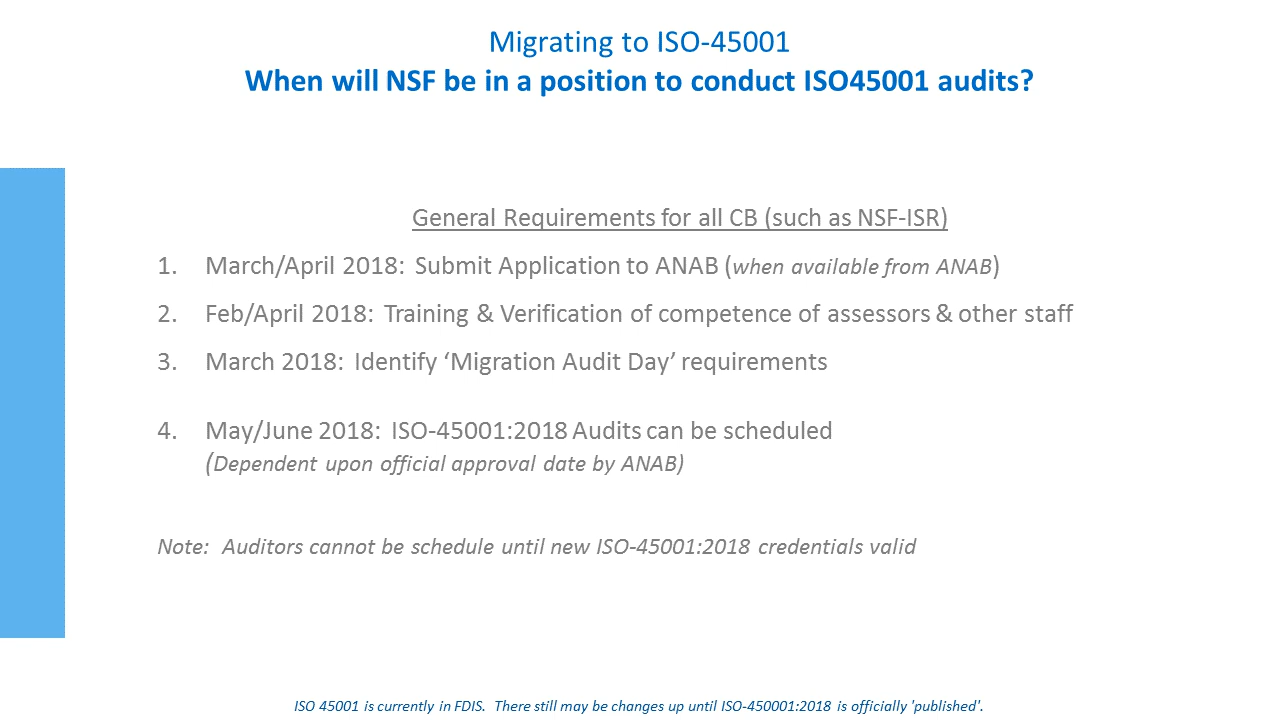 Migrating to ISO-45001
When will NSF be in a position to conduct ISO45001 audits?
General Requirements for all CB (such as NSF-ISR)
1. March/April 2018: Submit Application to ANAB (when available from ANAB)
2. Feb/April 2018: Training & Verification of competence of assessors & other staff
3. March 2018: Identify ‘Migration Audit Day’ requirements
4. May/June 2018: ISO-45001:2018 Audits can be scheduled
(Dependent upon official approval date by ANAB)
Note: Auditors cannot be schedule until new ISO-45001:2018 credentials valid
ISO 45001 is currently in FDIS. There still may be changes up until ISO-450001:2018 is officially 'published'.